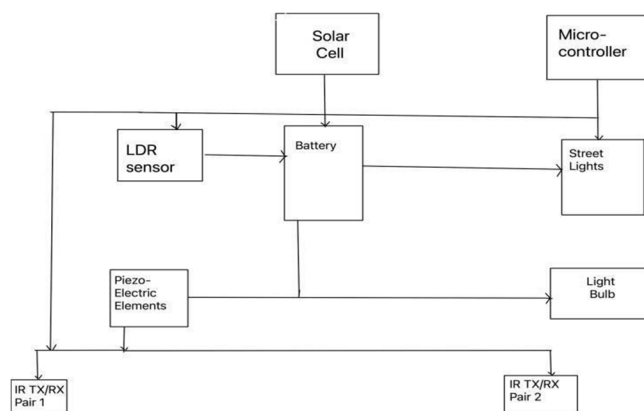 Solar
Cell
Micro-
controller
LDR
sensor
Battery
Street
Lights
Piezo-
Electric
Elements
Light
Bulb
IR TX/RX
Pair 1
IR TX/RX
Pair 2